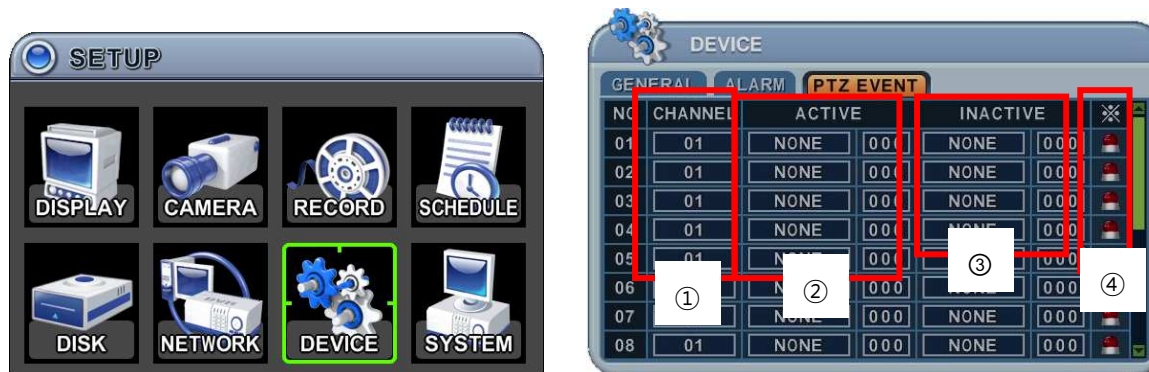 SETUP
DISPLAY CAMERA RECORD SCHEDULE
DISK NETWORK DEVICE SYSTEM
DEVICE
GENERAL ALARM PTZ EVENT
NO CHANNEL ACTIVE INACTIVE ※
01 01 NONE 000 NONE 000
02 01 NONE 000 NONE 000
03 01 NONE 000 NONE 000
04 01 NONE 000 NONE 000
05 01 NONE 000 000
06 000 NONE 000
07 NONE 000 NONE 000
08 01 NONE 000 NONE 000
① ② ③ ④